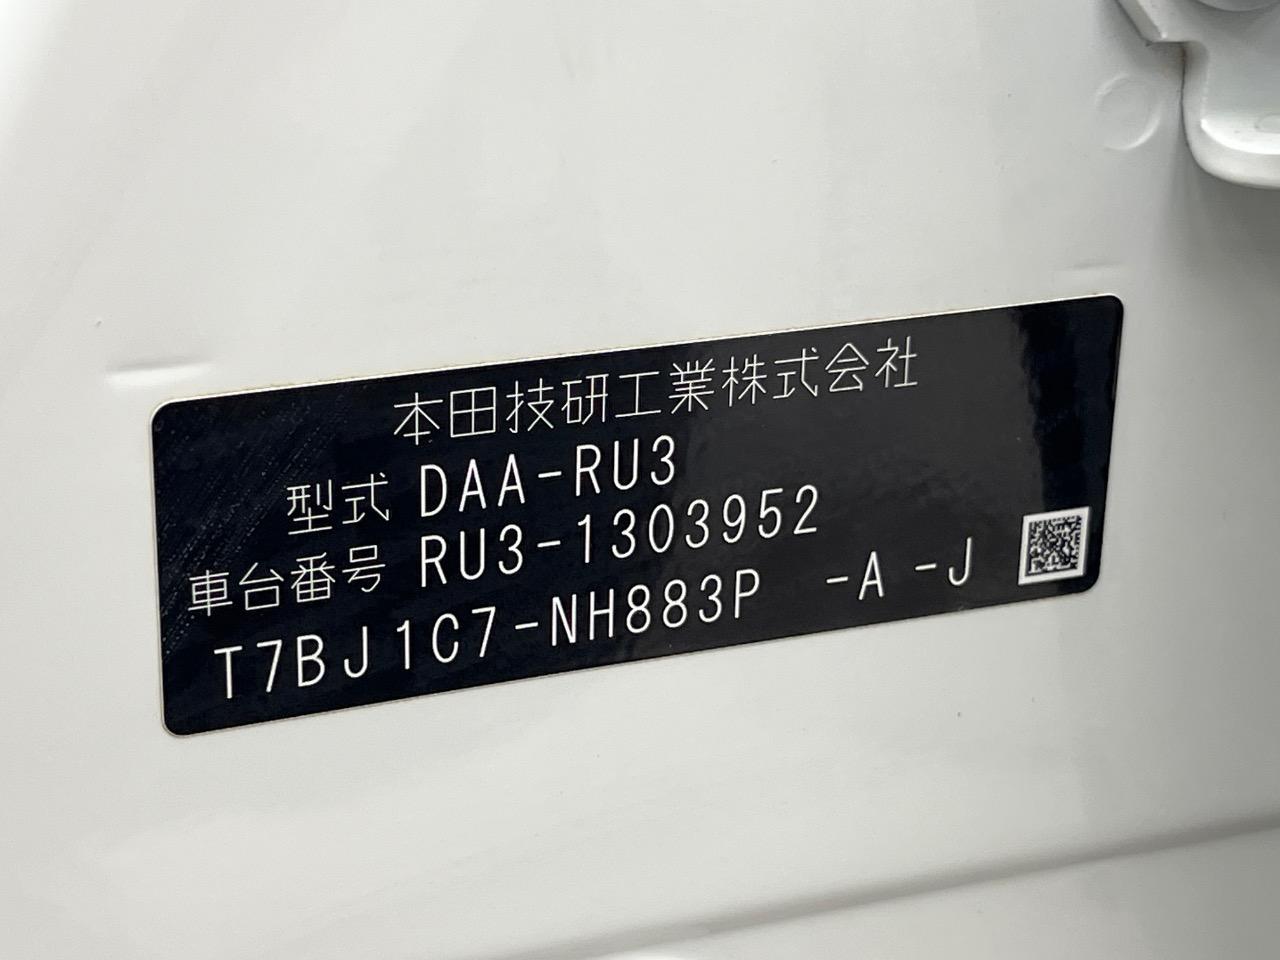 本田技研工業株式会社
型式 DAA-RU3
車台番号 RU3-1303952
T7BJ1C7-NH883P -A -J